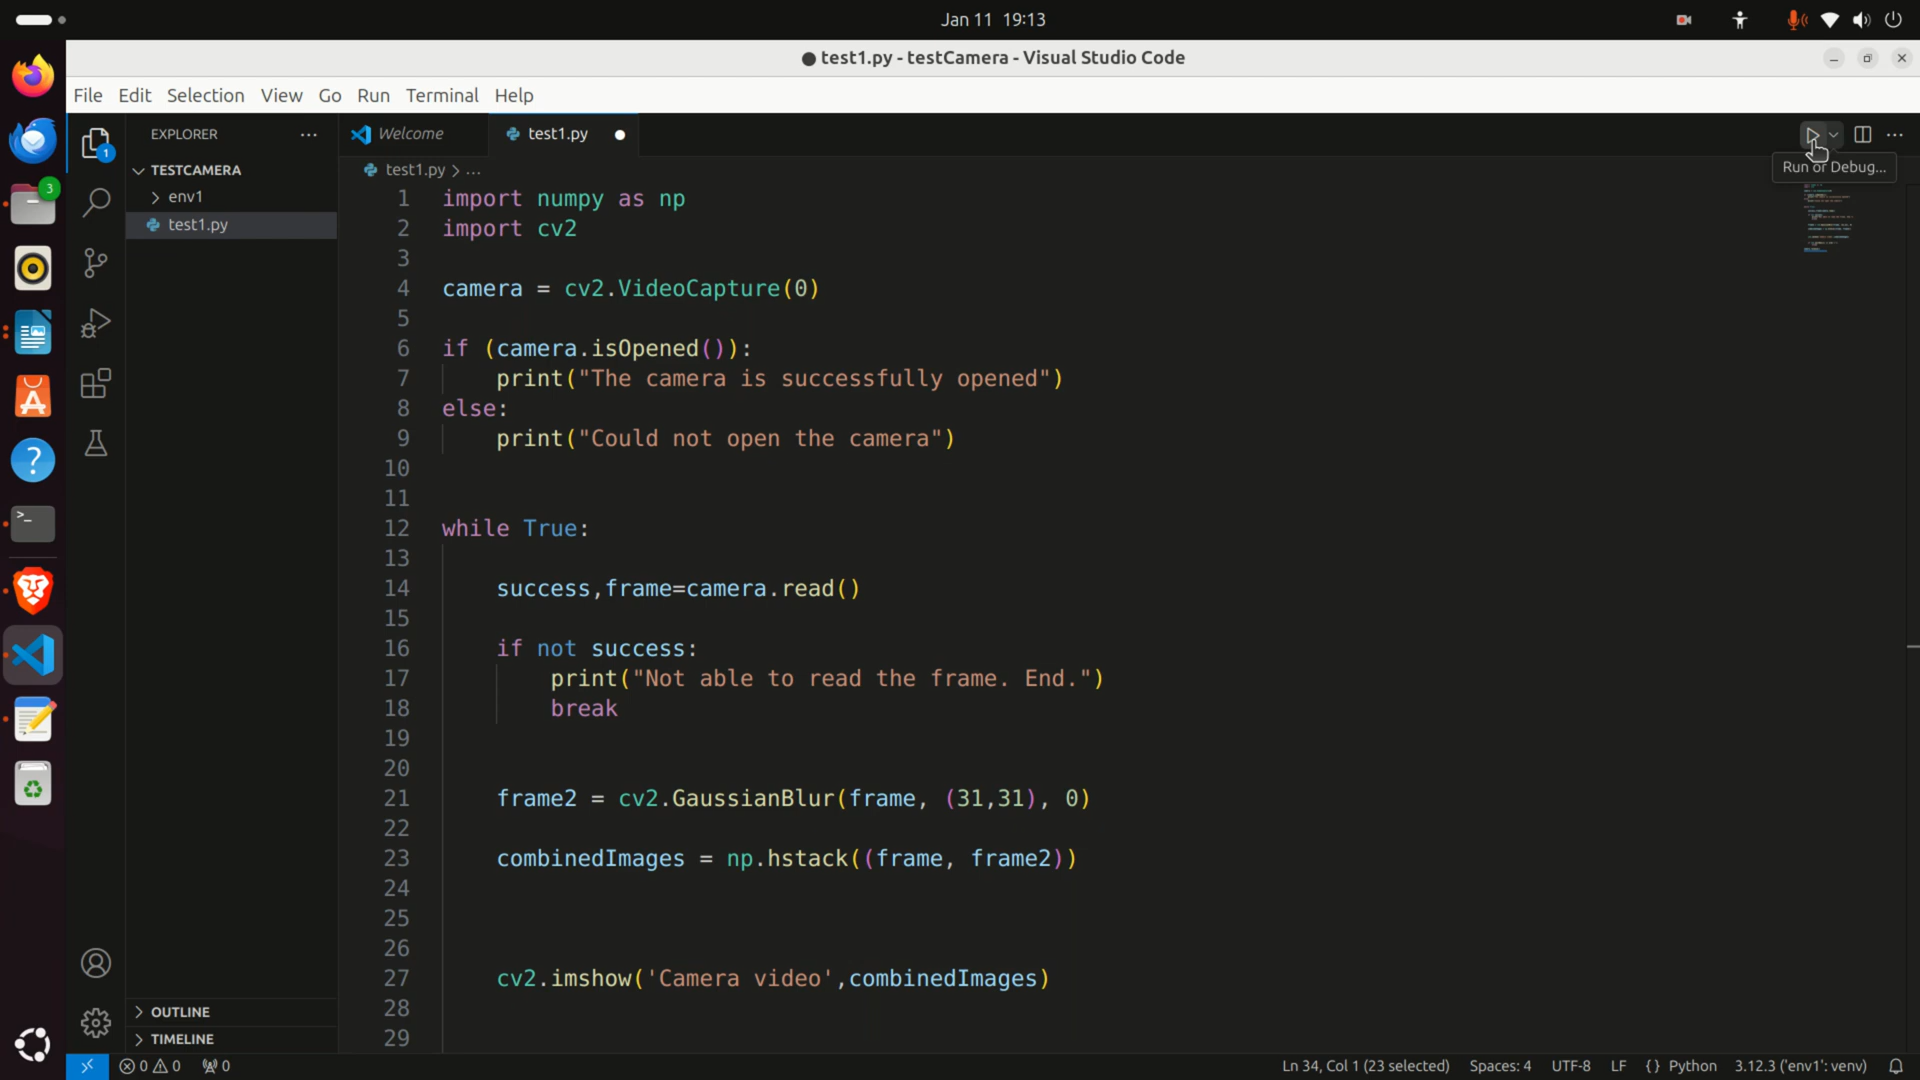 Jan 11 19:13
test1.py - testCamera - Visual Studio Code
File Edit Selection View Go Run Terminal Help
3
1
EXPLORER ...
Welcome
test1.py
TESTCAMERA
env1
test1.py
test1.py > ...
Run or Debug...
1 import numpy as np
2 import cv2
3
4 camera = cv2.VideoCapture(0)
5
6 if (camera.isOpened()):
7 print("The camera is successfully opened")
8 else:
9 print("Could not open the camera")
10
11
12 while True:
13
14 success,frame=camera.read()
15
16 if not success:
17 print("Not able to read the frame. End.")
18 break
19
20
21 frame2 = cv2.GaussianBlur(frame, (31,31), 0)
22
23 combinedImages = np.hstack((frame, frame2))
24
25
26
27 cv2.imshow('Camera video',combinedImages)
28
29
OUTLINE
TIMELINE
0 0 0
Ln 34, Col 1 (23 selected) Spaces: 4 UTF-8 LF {} Python 3.12.3 ('env1': venv)